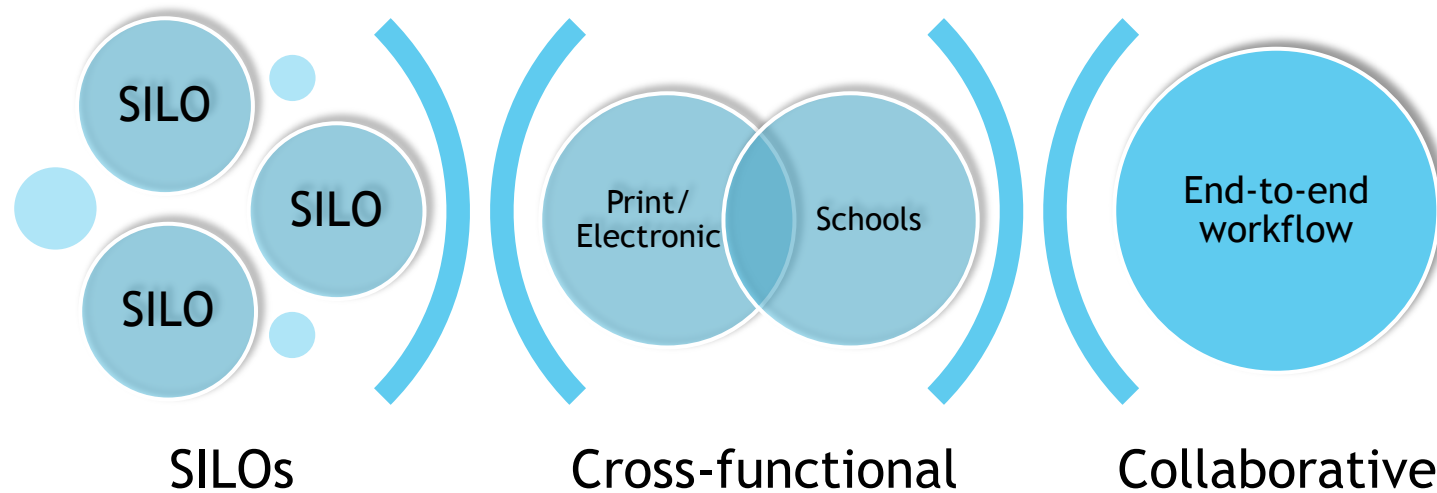 SILO
SILO
SILO
Print/
Electronic
Schools
End-to-end
workflow
SILOs
Cross-functional
Collaborative